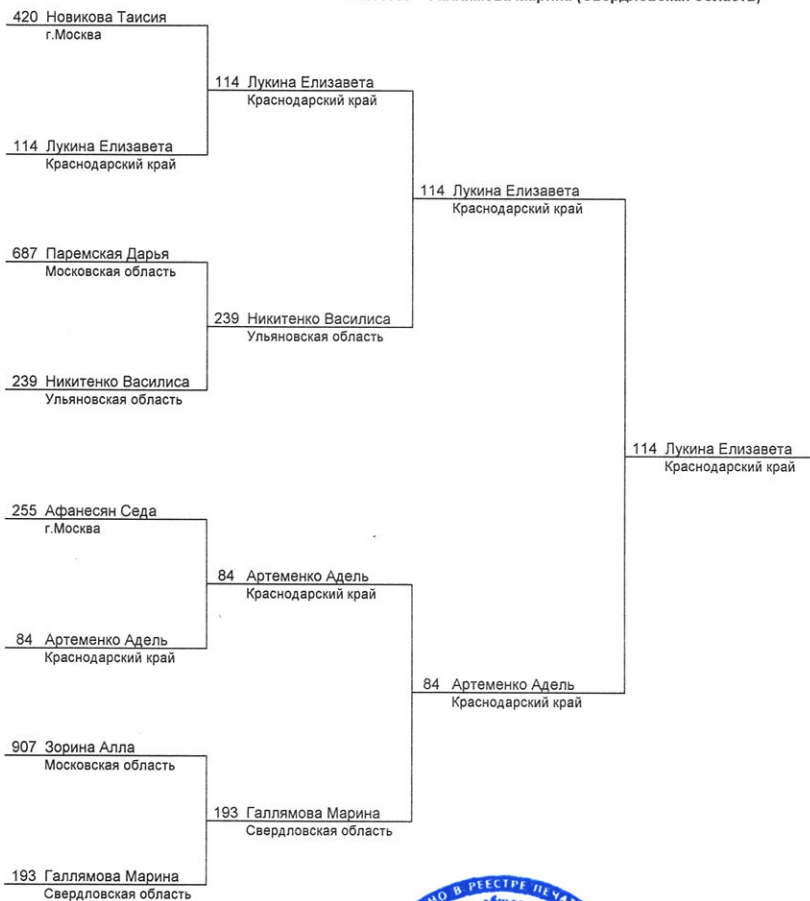 420 Новикова Таисия
г.Москва
114 Лукина Елизавета
Краснодарский край
114 Лукина Елизавета
Краснодарский край
114 Лукина Елизавета
Краснодарский край
687 Паремская Дарья
Московская область
239 Никитенко Василиса
Ульяновская область
239 Никитенко Василиса
Ульяновская область
114 Лукина Елизавета
Краснодарский край
255 Афанесян Седа
г.Москва
84 Артеменко Адель
Краснодарский край
84 Артеменко Адель
Краснодарский край
84 Артеменко Адель
Краснодарский край
907 Зорина Алла
Московская область
193 Галлямова Марина
Свердловская область
193 Галлямова Марина
Свердловская область
В РЕЕСТРЕ